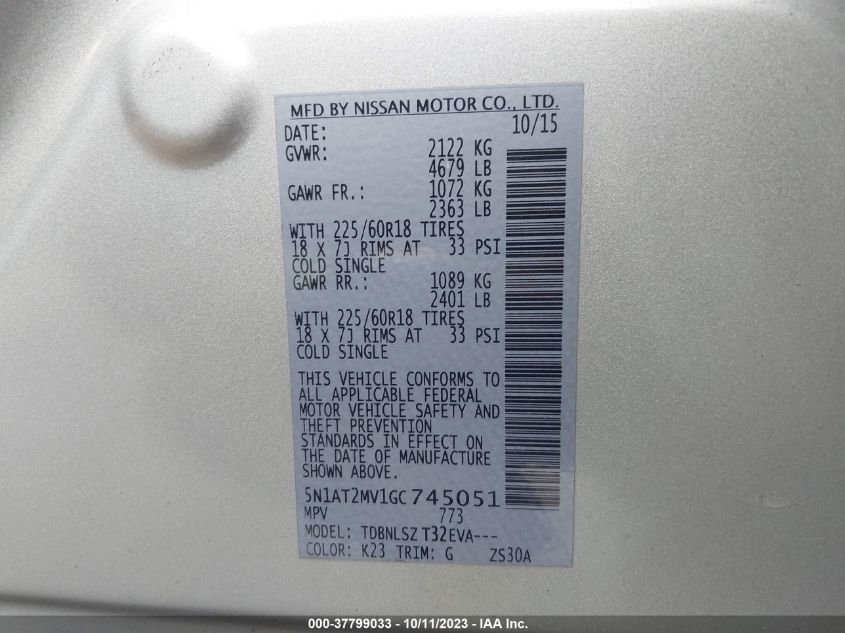 MFD BY NISSAN MOTOR CO., LTD.
DATE: 10/15
GVWR: 2122 KG
4679 LB
GAWR FR.: 1072 KG
2363 LB
WITH 225/60R18 TIRES
18 X 7J RIMS AT 33 PSI
COLD SINGLE
GAWR RR.: 1089 KG
2401 LB
WITH 225/60R18 TIRES
18 X 7J RIMS AT 33 PSI
COLD SINGLE
THIS VEHICLE CONFORMS TO
ALL APPLICABLE FEDERAL
MOTOR VEHICLE SAFETY AND
THEFT PREVENTION
STANDARDS IN EFFECT ON
THE DATE OF MANUFACTURE
SHOWN ABOVE.
5N1AT2MV1GC745051
MPV 773
MODEL: TDBNLSZ T32EVA---
COLOR: K23 TRIM: G ZS30A
000-37799033 - 10/11/2023 - IAA Inc.